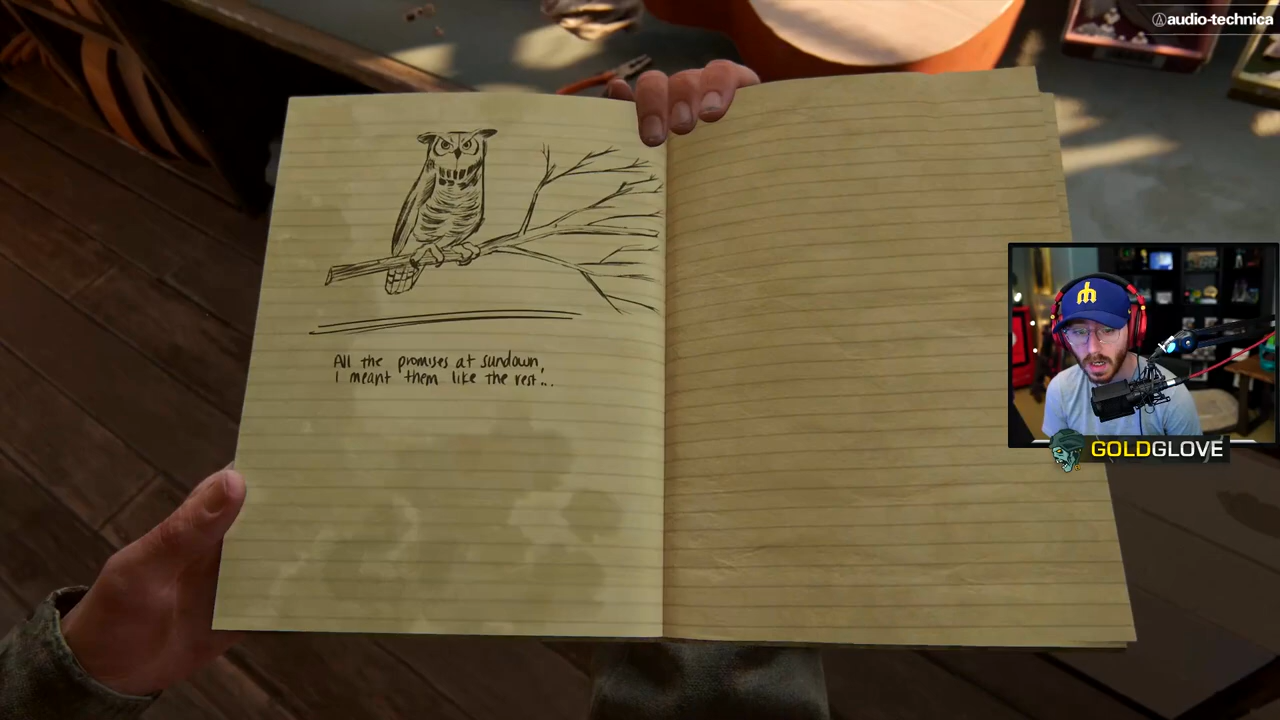 audio-technica
All the promises at sundown,
I meant them like the rest...
GOLDGLOVE